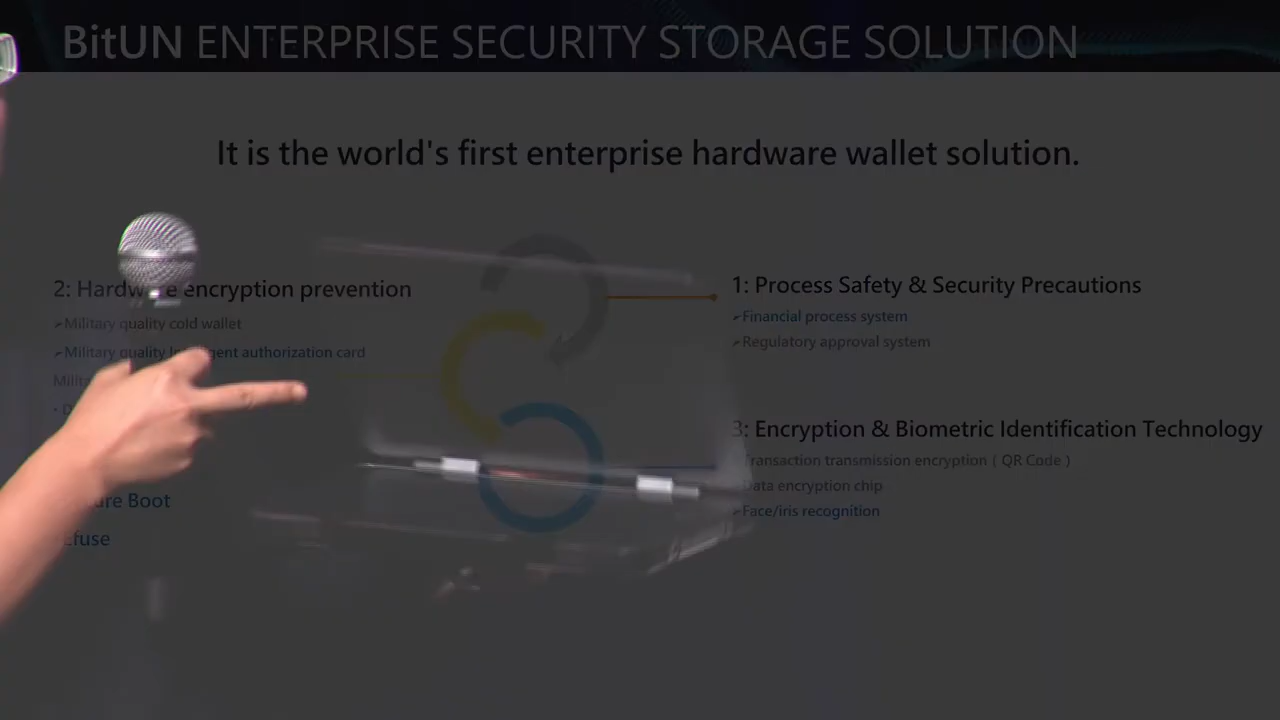 BitUN ENTERPRISE SECURITY STORAGE SOLUTION
It is the world's first enterprise hardware wallet solution.
2: Hardware encryption prevention
➢Military quality cold wallet
➢Military quality Intelligent authorization card
1: Process Safety & Security Precautions
➢Financial process system
➢Regulatory approval system
3: Encryption & Biometric Identification Technology
Transaction transmission encryption ( QR Code )
Data encryption chip
➢Face/iris recognition
Boot
Efuse